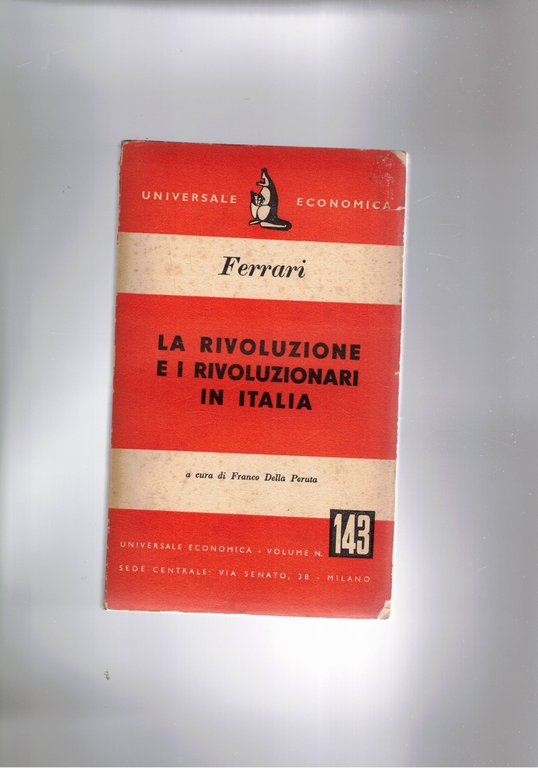 UNIVERSALE ECONOMICA
Ferrari
LA RIVOLUZIONE
E I RIVOLUZIONARI
IN ITALIA
a cura di Franco Della Peruta
UNIVERSALE ECONOMICA - VOLUME N. 143
SEDE CENTRALE: VIA SENATO, 38 - MILANO